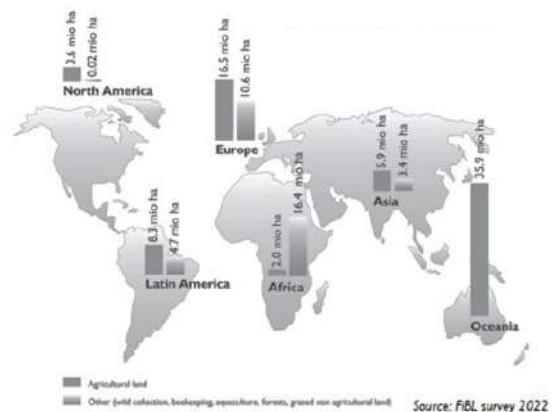 3.6 mio ha
0.02 mio ha
North America
16.5 mio ha
10.6 mio ha
Europe
5.9 mio ha
3.4 mio ha
Asia
35.9 mio ha
Oceania
8.3 mio ha
4.7 mio ha
Latin America
2.0 mio ha
16.4 mio ha
Africa
Agricultural land
Other (wild collection, beekeeping, aquaculture, forests, grazed non agricultural land)
Source: FiBL survey 2022